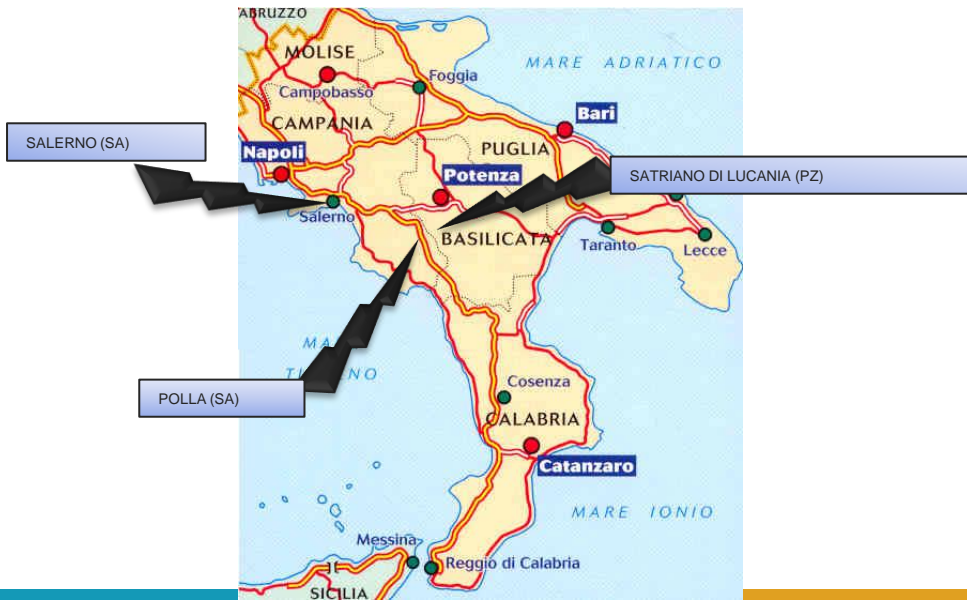 ABRUZZO
MOLISE
Campobasso
Foggia
MARE ADRIATICO
CAMPANIA
Bari
SALERNO (SA)
Napoli
PUGLIA
Potenza
SATRIANO DI LUCANIA (PZ)
Salerno
BASILICATA
Taranto
Lecce
POLLA (SA)
Cosenza
CALABRIA
Catanzaro
MARE IONIO
Messina
Reggio di Calabria
SICILIA